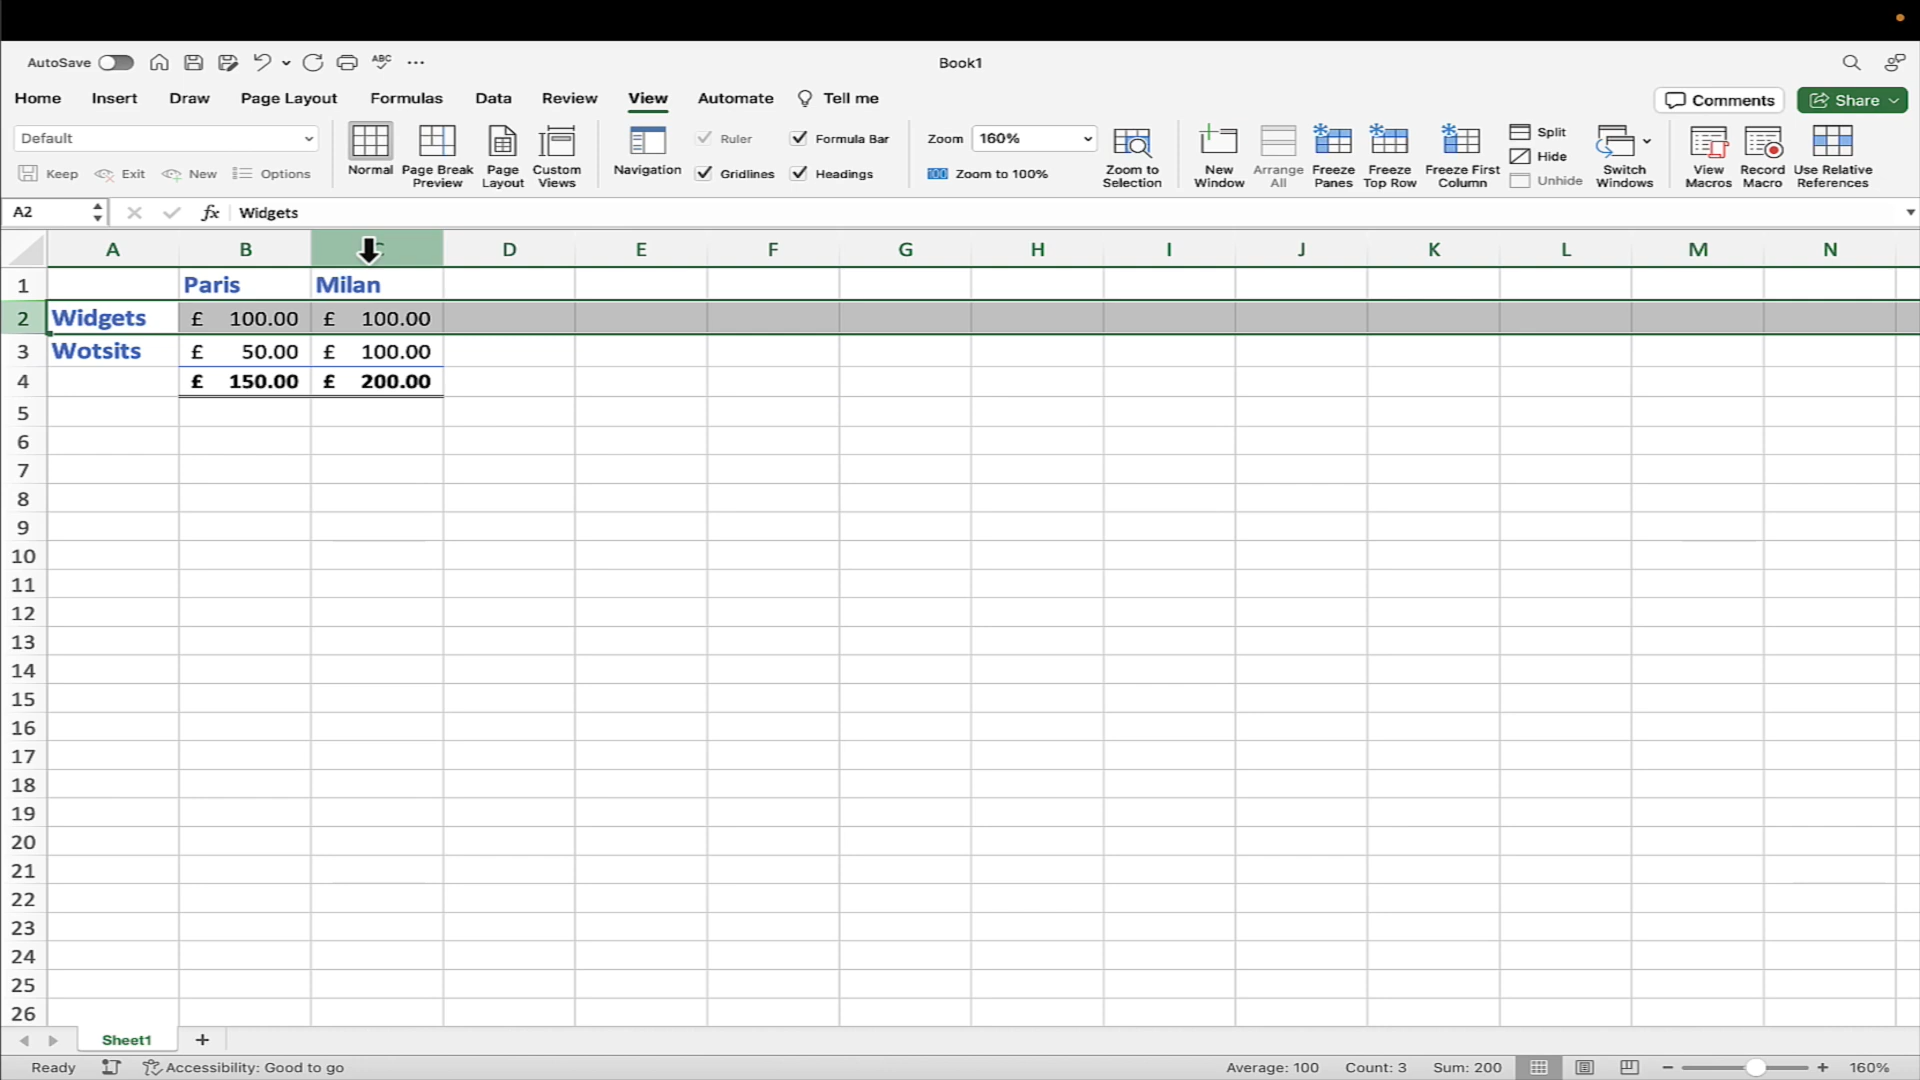 AutoSave ABC ... Book1
Home Insert Draw Page Layout Formulas Data Review View Automate Tell me Comments Share
Default Ruler Formula Bar Zoom 160% Split
Hide
Keep Exit New Options Normal Page Break Preview Page Layout Custom Views Navigation Gridlines Headings 100 Zoom to 100% Zoom to Selection New Window Arrange All Freeze Panes Freeze Top Row Freeze First Column Unhide Switch Windows View Macros Record Macro Use Relative References
A2 fx Widgets
A B C D E F G H I J K L M N
1 Paris Milan
2 Widgets £ 100.00 £ 100.00
3 Wotsits £ 50.00 £ 100.00
4 £ 150.00 £ 200.00
5
6
7
8
9
10
11
12
13
14
15
16
17
18
19
20
21
22
23
24
25
26
Sheet1 +
Ready Accessibility: Good to go Average: 100 Count: 3 Sum: 200 − + 160%